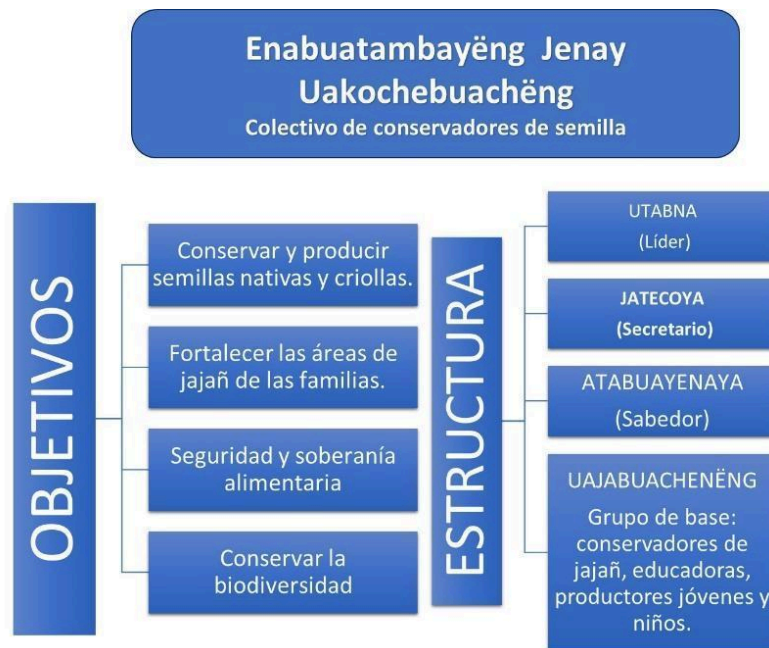 Enabuatambayëng Jenay
Uakochebuachëng
Colectivo de conservadores de semilla
OBJETIVOS
Conservar y producir
semillas nativas y criollas.
Fortalecer las áreas de
jajañ de las familias.
Seguridad y soberanía
alimentaria
Conservar la
biodiversidad
ESTRUCTURA
UTABNA
(Líder)
JATECOYA
(Secretario)
ATABUAYENAYA
(Sabedor)
UAJABUACHENËNG
Grupo de base:
conservadores de
jajañ, educadoras,
productores jóvenes y
niños.